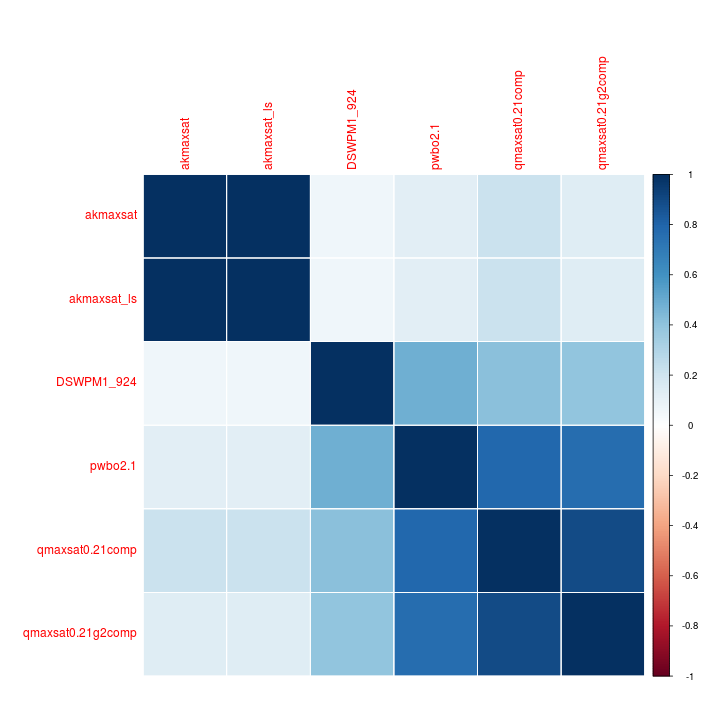 akmaxsat
akmaxsat_ls
DSWPM1_924
pwbo2.1
qmaxsat0.21comp
qmaxsat0.21g2comp
akmaxsat
akmaxsat_ls
DSWPM1_924
pwbo2.1
qmaxsat0.21comp
qmaxsat0.21g2comp
1
0.8
0.6
0.4
0.2
0
-0.2
-0.4
-0.6
-0.8
-1